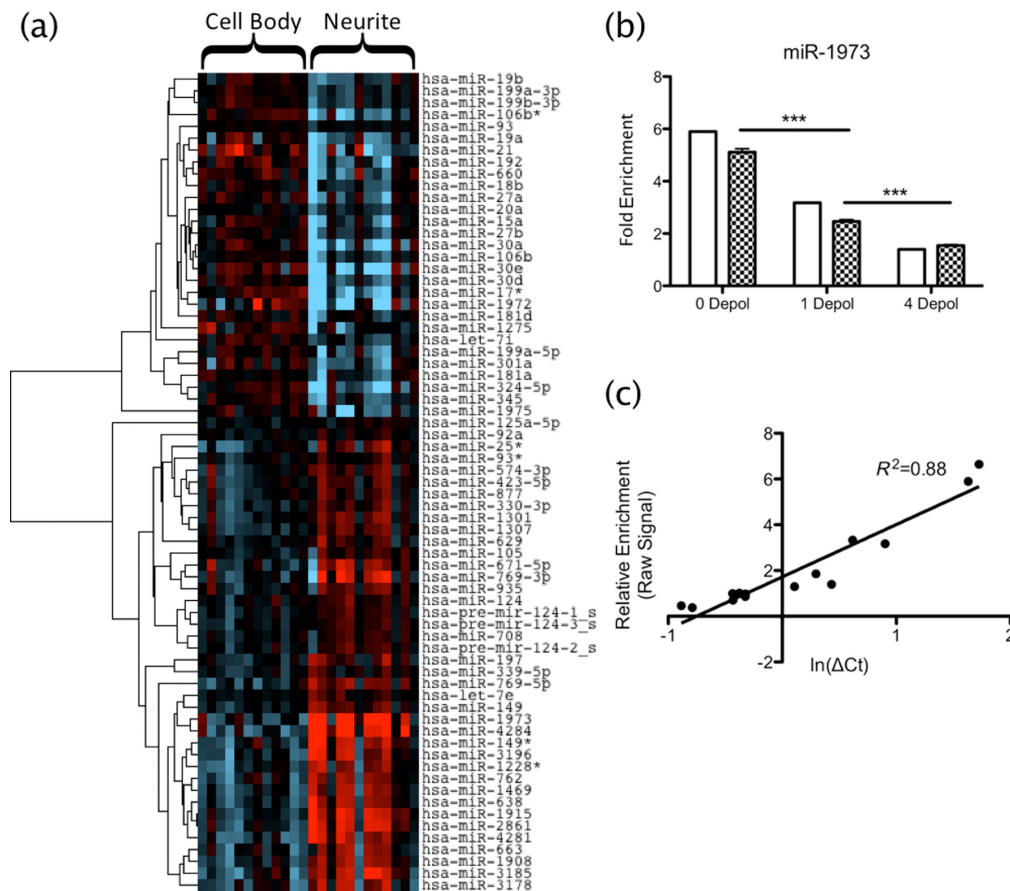 (a)
Cell Body Neurite
hsa-miR-19b
hsa-miR-199a-3p
hsa-miR-199b-3p
hsa-miR-106b*
hsa-miR-93
hsa-miR-19a
hsa-miR-21
hsa-miR-192
hsa-miR-660
hsa-miR-18b
hsa-miR-27a
hsa-miR-20a
hsa-miR-15a
hsa-miR-27b
hsa-miR-30a
hsa-miR-106b
hsa-miR-30e
hsa-miR-30d
hsa-miR-17*
hsa-miR-1972
hsa-miR-181d
hsa-miR-1275
hsa-let-7i
hsa-miR-199a-5p
hsa-miR-301a
hsa-miR-181a
hsa-miR-324-5p
hsa-miR-345
hsa-miR-1975
hsa-miR-125a-5p
hsa-miR-92a
hsa-miR-25*
hsa-miR-93*
hsa-miR-574-3p
hsa-miR-423-5p
hsa-miR-877
hsa-miR-330-3p
hsa-miR-1301
hsa-miR-1307
hsa-miR-629
hsa-miR-105
hsa-miR-671-5p
hsa-miR-769-3p
hsa-miR-935
hsa-miR-124
hsa-pre-mir-124-1_s
hsa-pre-mir-124-3_s
hsa-miR-708
hsa-pre-mir-124-2_s
hsa-miR-197
hsa-miR-339-5p
hsa-miR-769-5p
hsa-let-7e
hsa-miR-149
hsa-miR-1973
hsa-miR-4284
hsa-miR-149*
hsa-miR-3196
hsa-miR-1228*
hsa-miR-762
hsa-miR-1469
hsa-miR-638
hsa-miR-1915
hsa-miR-2861
hsa-miR-4281
hsa-miR-663
hsa-miR-1908
hsa-miR-3185
hsa-miR-3178
(b)
miR-1973
Fold Enrichment
8
6
4
2
0
***
***
0 Depol 1 Depol 4 Depol
(c)
Relative Enrichment
(Raw Signal)
8
6
4
2
-2
R²=0.88
-1 1 2
ln(ΔCt)